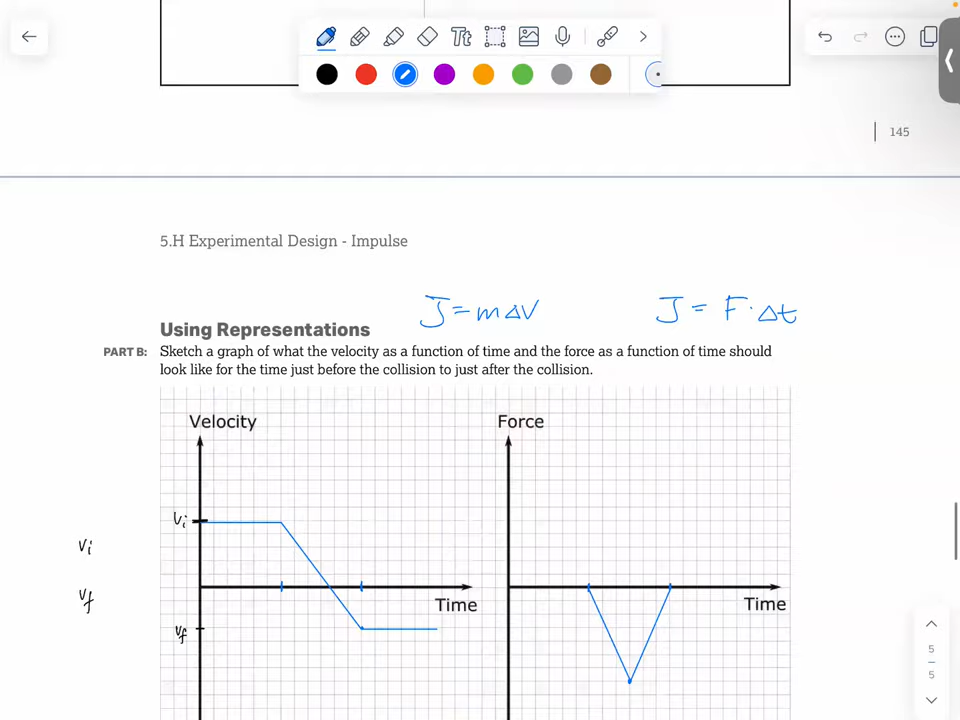 Tt
145
5.H Experimental Design - Impulse
J = m Δv
J = F · Δt
Using Representations
PART B: Sketch a graph of what the velocity as a function of time and the force as a function of time should
look like for the time just before the collision to just after the collision.
Velocity
Force
vi
vi
vf
vf
Time
Time
5
5